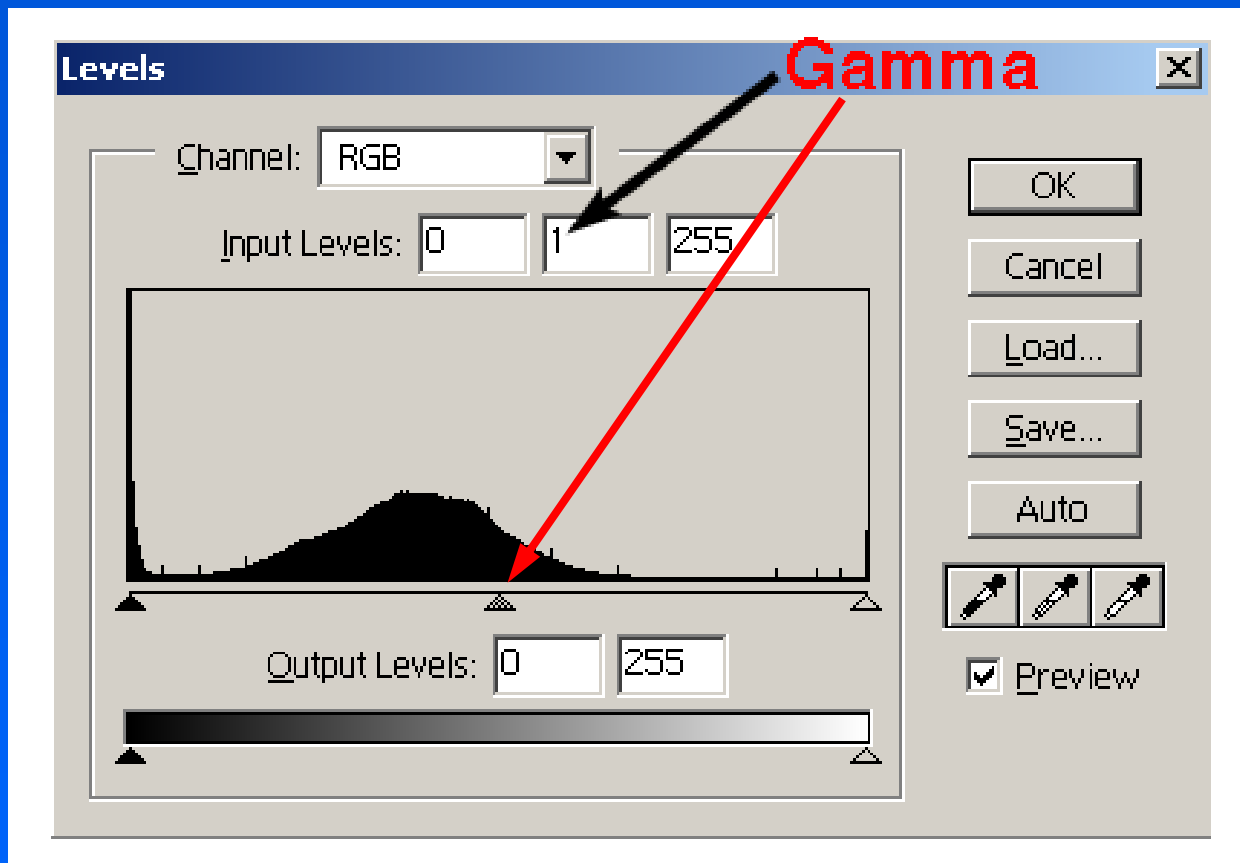 Levels
Gamma
Channel: RGB
Input Levels: 0 1 255
Output Levels: 0 255
OK
Cancel
Load...
Save...
Auto
Preview